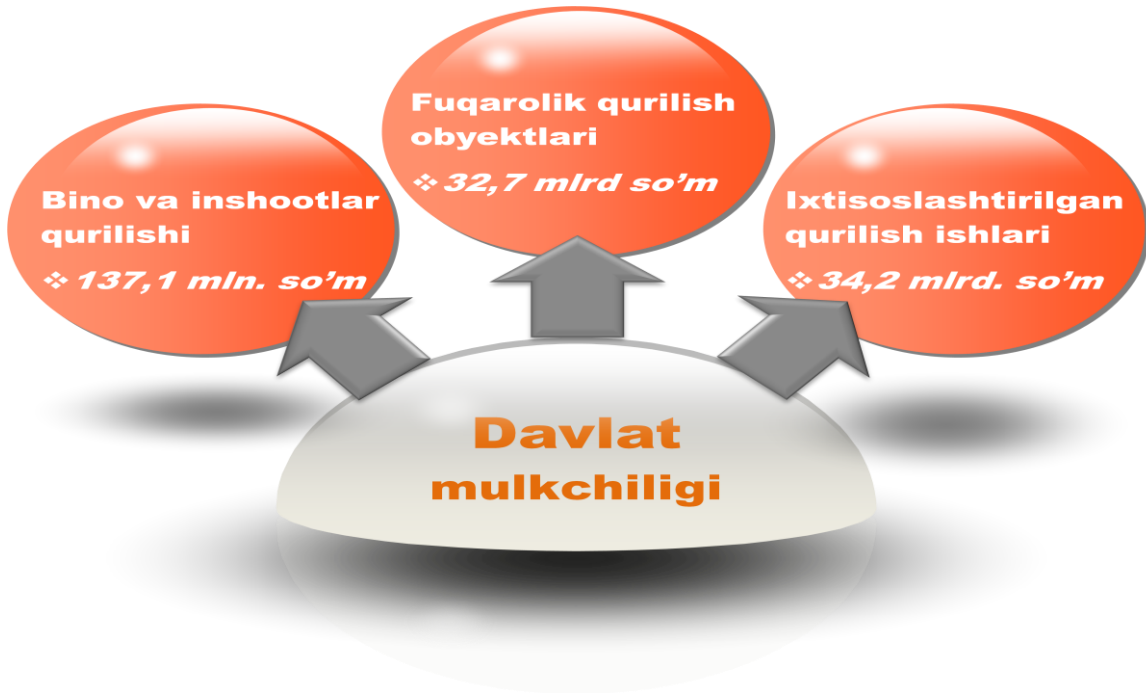 Fuqarolik qurilish
obyektlari
❖ 32,7 mlrd so’m
Bino va inshootlar
qurilishi
❖ 137,1 mln. so’m
Ixtisoslashtirilgan
qurilish ishlari
❖ 34,2 mlrd. so’m
Davlat
mulkchiligi